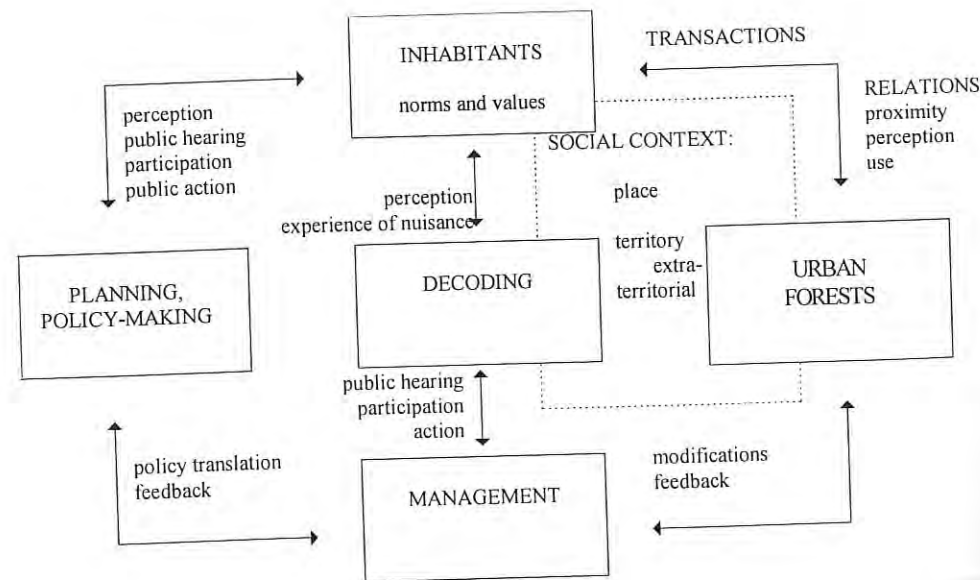 INHABITANTS
norms and values
TRANSACTIONS
RELATIONS
proximity
perception
use
perception
public hearing
participation
public action
SOCIAL CONTEXT:
place
territory
extra-
territorial
perception
experience of nuisance
PLANNING,
POLICY-MAKING
DECODING
URBAN
FORESTS
public hearing
participation
action
policy translation
feedback
MANAGEMENT
modifications
feedback